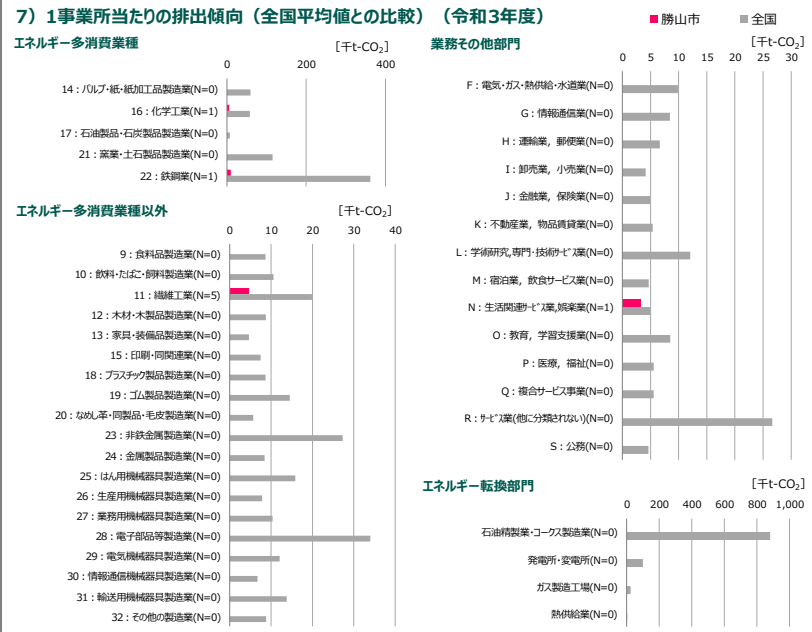 7）1事業所当たりの排出傾向（全国平均値との比較）（令和3年度）
勝山市 全国
エネルギー多消費業種
[千t-CO₂]
0 200 400
14：パルプ・紙・紙加工品製造業(N=0)
16：化学工業(N=1)
17：石油製品・石炭製品製造業(N=0)
21：窯業・土石製品製造業(N=0)
22：鉄鋼業(N=1)
エネルギー多消費業種以外
[千t-CO₂]
0 10 20 30 40
9：食料品製造業(N=0)
10：飲料・たばこ・飼料製造業(N=0)
11：繊維工業(N=5)
12：木材・木製品製造業(N=0)
13：家具・装備品製造業(N=0)
15：印刷・同関連業(N=0)
18：プラスチック製品製造業(N=0)
19：ゴム製品製造業(N=0)
20：なめし革・同製品・毛皮製造業(N=0)
23：非鉄金属製造業(N=0)
24：金属製品製造業(N=0)
25：はん用機械器具製造業(N=0)
26：生産用機械器具製造業(N=0)
27：業務用機械器具製造業(N=0)
28：電子部品等製造業(N=0)
29：電気機械器具製造業(N=0)
30：情報通信機械器具製造業(N=0)
31：輸送用機械器具製造業(N=0)
32：その他の製造業(N=0)
業務その他部門
[千t-CO₂]
0 5 10 15 20 25 30
F：電気・ガス・熱供給・水道業(N=0)
G：情報通信業(N=0)
H：運輸業，郵便業(N=0)
I：卸売業，小売業(N=0)
J：金融業，保険業(N=0)
K：不動産業，物品賃貸業(N=0)
L：学術研究,専門・技術サービス業(N=0)
M：宿泊業，飲食サービス業(N=0)
N：生活関連サービス業,娯楽業(N=1)
O：教育，学習支援業(N=0)
P：医療，福祉(N=0)
Q：複合サービス事業(N=0)
R：サービス業(他に分類されない)(N=0)
S：公務(N=0)
エネルギー転換部門
[千t-CO₂]
0 200 400 600 800 1,000
石油精製業・コークス製造業(N=0)
発電所・変電所(N=0)
ガス製造工場(N=0)
熱供給業(N=0)